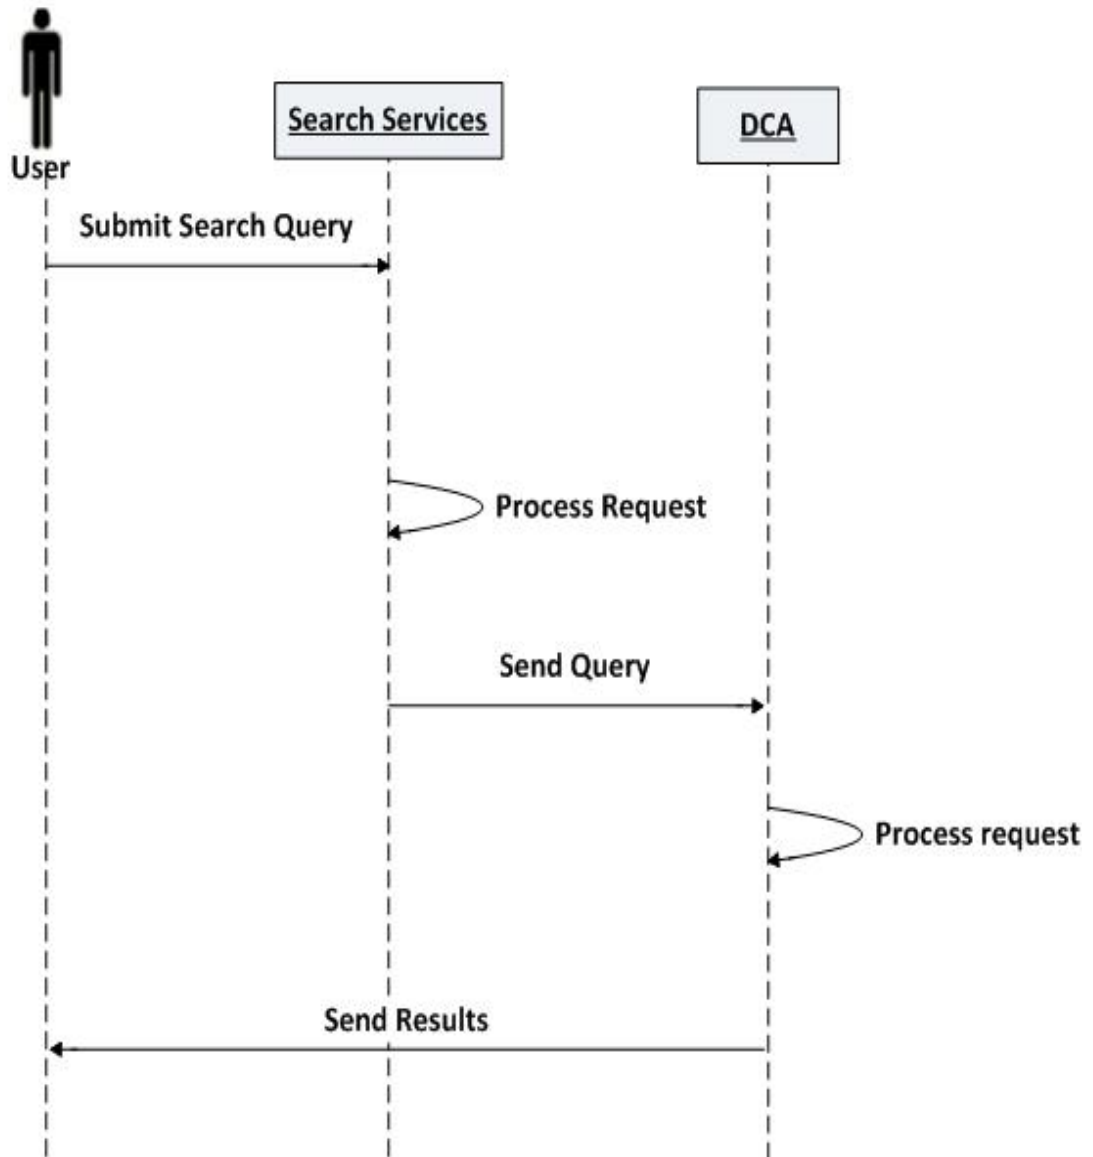 User
Search Services
DCA
Submit Search Query
Process Request
Send Query
Process request
Send Results